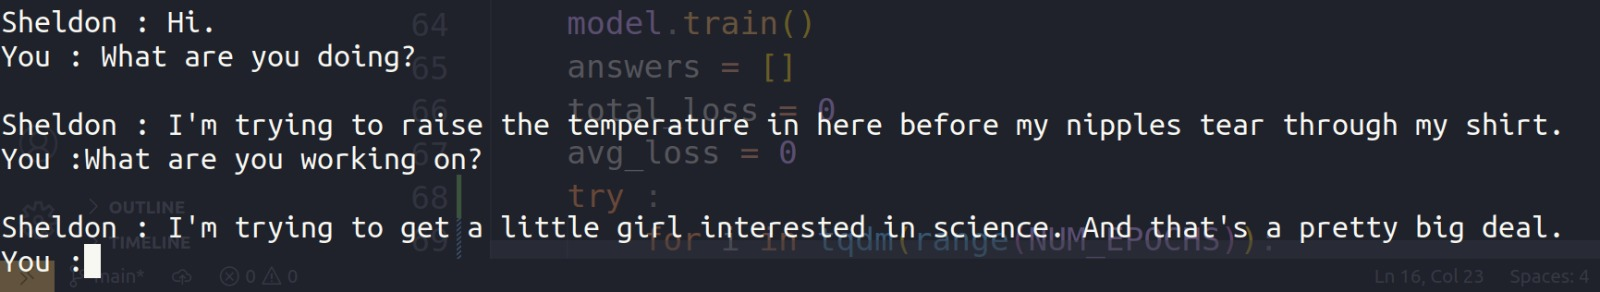 Sheldon : Hi.
You : What are you doing?
Sheldon : I'm trying to raise the temperature in here before my nipples tear through my shirt.
You :What are you working on?
Sheldon : I'm trying to get a little girl interested in science. And that's a pretty big deal.
You :
64 model.train()
65 answers = []
66 total_loss = 0
67 avg_loss = 0
68 try :
69 for i in tqdm(range(NUM_EPOCHS)):
OUTLINE
TIMELINE
main*
0 0
Ln 16, Col 23
Spaces: 4